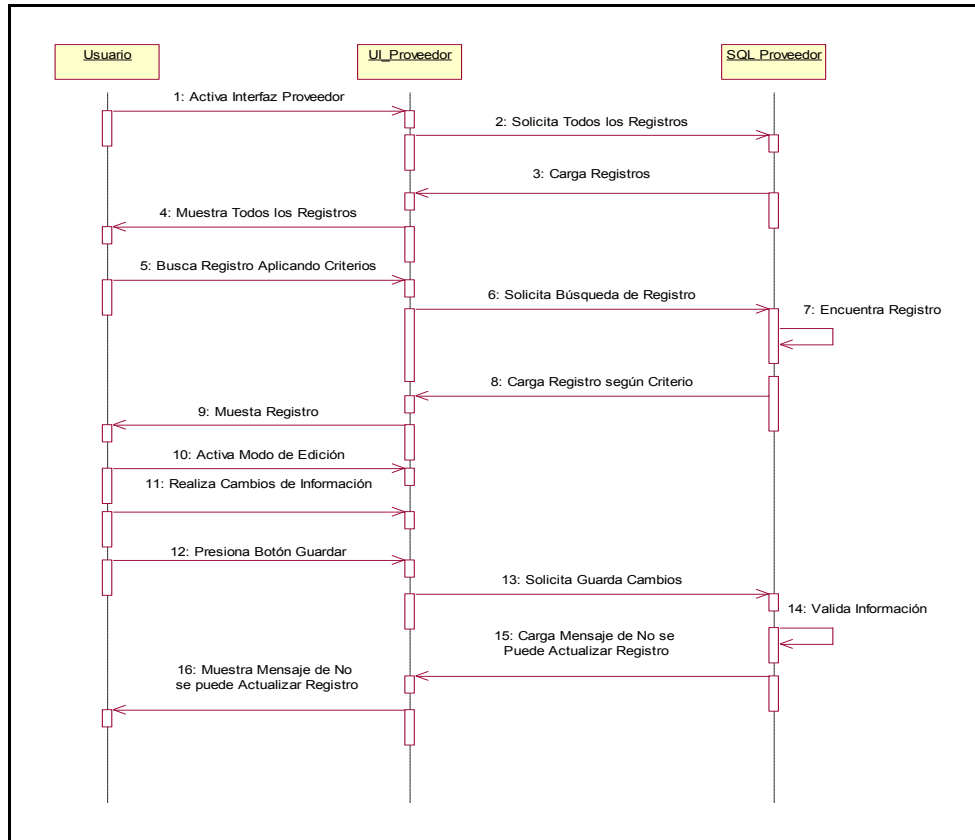 Usuario
UI_Proveedor
SQL Proveedor
1: Activa Interfaz Proveedor
2: Solicita Todos los Registros
3: Carga Registros
4: Muestra Todos los Registros
5: Busca Registro Aplicando Criterios
6: Solicita Búsqueda de Registro
7: Encuentra Registro
8: Carga Registro según Criterio
9: Muesta Registro
10: Activa Modo de Edición
11: Realiza Cambios de Información
12: Presiona Botón Guardar
13: Solicita Guarda Cambios
14: Valida Información
15: Carga Mensaje de No se
Puede Actualizar Registro
16: Muestra Mensaje de No
se puede Actualizar Registro